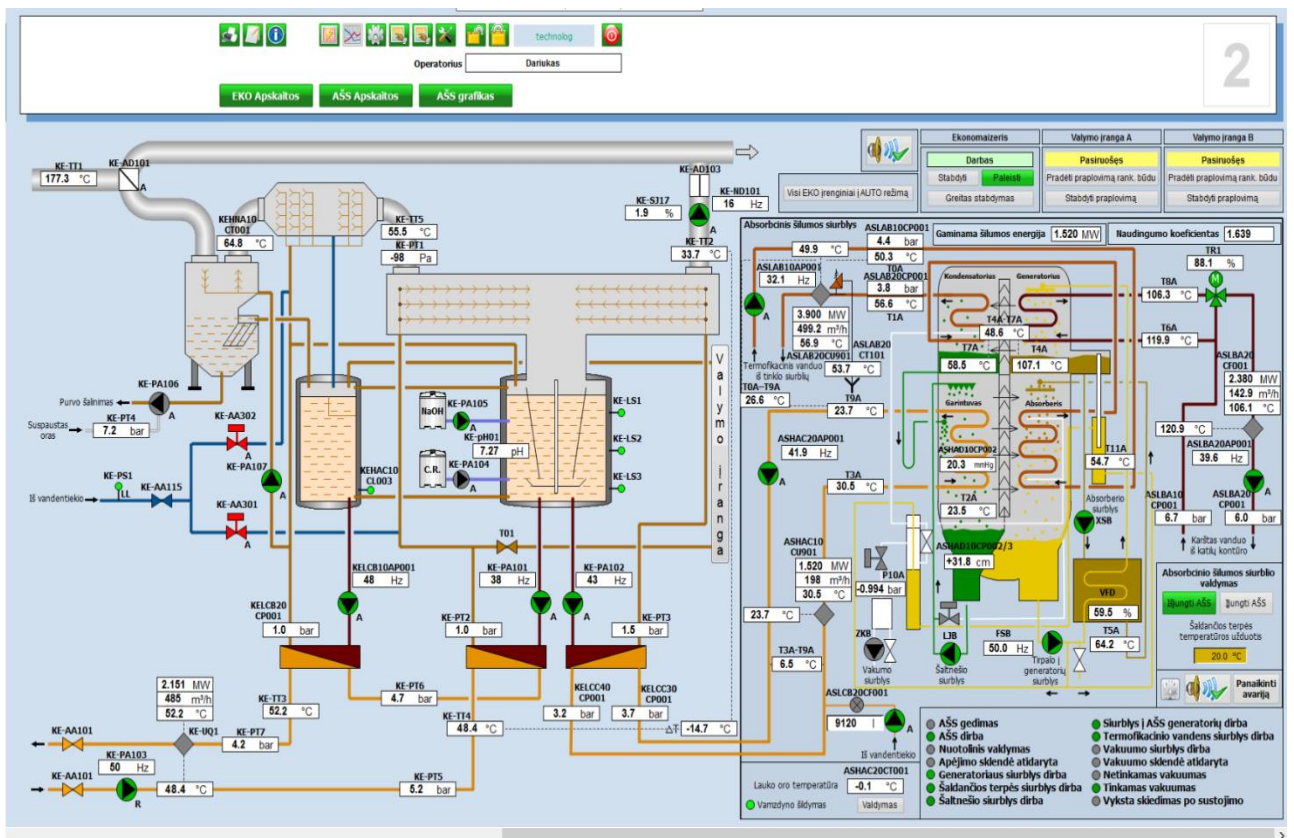 technolog
Operatorius Dariukas
2
EKO Apskaitos AŠS Apskaitos AŠS grafikas
Ekonomaizeris
Darbas
Stabdyti Paleisti
Greitas stabdymas
Valymo įranga A
Pasiruošęs
Pradėti praplovimą rank. būdu
Stabdyti praplovimą
Valymo įranga B
Pasiruošęs
Pradėti praplovimą rank. būdu
Stabdyti praplovimą
Visi EKO įrenginiai į AUTO režimą
KE-TT1
177.3 °C
KE-AD101
A
KEHNA10
CT001
64.8 °C
KE-TT5
55.5 °C
KE-PT1
-98 Pa
KE-AD103
KE-SJ17
1.9 %
A
KE-ND101
16 Hz
KE-TT2
33.7 °C
KE-PA106
A
Purvo šalinimas
KE-PT4
Suspaustas
oras
7.2 bar
KE-AA302
A
KE-PA107
A
KE-PS1
LL
KE-AA115
Iš vandentiekio
KE-AA301
A
KEHAC10
CL003
NaOH
KE-PA105
A
KE-pH01
7.27 pH
C.R.
KE-PA104
A
KE-LS1
KE-LS2
KE-LS3
Valymo įranga
T01
KELCB10AP001
48 Hz
A
KE-PA101
38 Hz
A
KE-PA102
43 Hz
A
KELCB20
CP001
1.0 bar
KE-PT2
1.0 bar
KE-PT3
1.5 bar
2.151 MW
485 m³/h
52.2 °C
KE-UQ1
KE-TT3
52.2 °C
KE-PT6
4.7 bar
KELCC40
CP001
3.2 bar
KELCC30
CP001
3.7 bar
KE-TT4
48.4 °C
ΔT -14.7 °C
KE-AA101
KE-PT7
4.2 bar
KE-PA103
50 Hz
KE-AA101
R
48.4 °C
KE-PT5
5.2 bar
Absorbcinis šilumos siurblys
ASLAB10CP001
4.4 bar
50.3 °C
T0A
49.9 °C
Gaminama šilumos energija 1.520 MW
Naudingumo koeficientas 1.639
ASLAB10AP001
32.1 Hz
A
ASLAB20CP001
3.8 bar
56.6 °C
T1A
3.900 MW
499.2 m³/h
56.9 °C
ASLAB20CU901
Termofikacinis vanduo
iš tinklo siurblių
ASLAB20
CT101
53.7 °C
T0A-T9A
26.6 °C
T9A
23.7 °C
ASHAC20AP001
41.9 Hz
A
T3A
30.5 °C
Kondensatorius Generatorius
T4A-T7A
48.6 °C
T7A
58.5 °C
T4A
107.1 °C
Garintuvas Absorberis
ASHAD10CP002
20.3 mmHg
T2A
23.5 °C
ASHAD10CP002/3
+31.8 cm
TR1
88.1 %
M
T8A
106.3 °C
T6A
119.9 °C
ASLBA20
CF001
2.380 MW
142.9 m³/h
106.1 °C
120.9 °C
ASLBA20AP001
39.6 Hz
A
T11A
54.7 °C
Absorberio
siurblys
XSB
ASLBA10
CP001
6.7 bar
ASLBA20
CP001
6.0 bar
Karštas vanduo
iš katilų kontūro
ASHAC10
CU901
1.520 MW
198 m³/h
30.5 °C
23.7 °C
T3A-T9A
6.5 °C
P10A
-0.994 bar
ZKB
Vakumo
siurblys
LJB
Šaltnešio
siurblys
FSB
50.0 Hz
Tirpalo į
generatorių
siurblys
VFD
59.5 %
T5A
64.2 °C
ASLCB20CF001
9120 l
A
Iš vandentiekio
Absorbcinio šilumos siurblio
valdymas
Išjungti AŠS Įjungti AŠS
Šaldančios terpės
temperatūros užduotis
20.0 °C
Panaikinti
avariją
ASHAC20CT001
Lauko oro temperatūra -0.1 °C
Vamzdyno šildymas Valdymas
AŠS gedimas
AŠS dirba
Nuotolinis valdymas
Apėjimo sklendė atidaryta
Generatoriaus siurblys dirba
Šaldančios terpės siurblys dirba
Šaltnešio siurblys dirba
Siurblys į AŠS generatorių dirba
Termofikacinio vandens siurblys dirba
Vakuumo siurblys dirba
Vakuumo sklendė atidaryta
Netinkamas vakuumas
Tinkamas vakuumas
Vyksta skiedimas po sustojimo